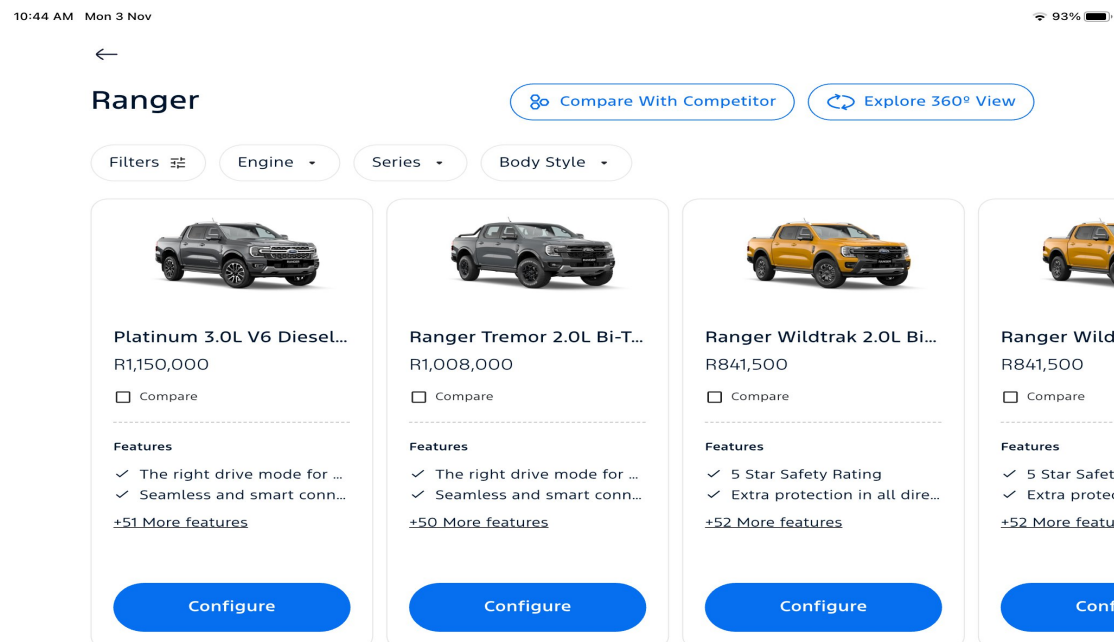 10:44 AM Mon 3 Nov
93%
Ranger
Compare With Competitor
Explore 360º View
Filters
Engine
Series
Body Style
Platinum 3.0L V6 Diesel...
R1,150,000
Compare
Features
The right drive mode for ...
Seamless and smart conn...
+51 More features
Configure
Ranger Tremor 2.0L Bi-T...
R1,008,000
Compare
Features
The right drive mode for ...
Seamless and smart conn...
+50 More features
Configure
Ranger Wildtrak 2.0L Bi...
R841,500
Compare
Features
5 Star Safety Rating
Extra protection in all dire...
+52 More features
Configure
Ranger Wild
R841,500
Compare
Features
5 Star Safet
Extra protec
+52 More featu
Conf